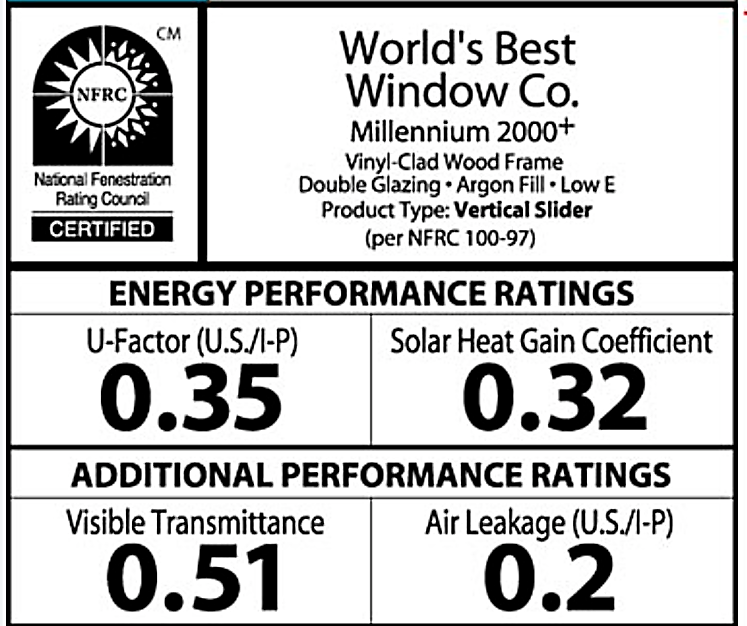 CM
NFRC
National Fenestration
Rating Council
CERTIFIED
World's Best
Window Co.
Millennium 2000+
Vinyl-Clad Wood Frame
Double Glazing • Argon Fill • Low E
Product Type: Vertical Slider
(per NFRC 100-97)
ENERGY PERFORMANCE RATINGS
U-Factor (U.S./I-P)
0.35
Solar Heat Gain Coefficient
0.32
ADDITIONAL PERFORMANCE RATINGS
Visible Transmittance
0.51
Air Leakage (U.S./I-P)
0.2